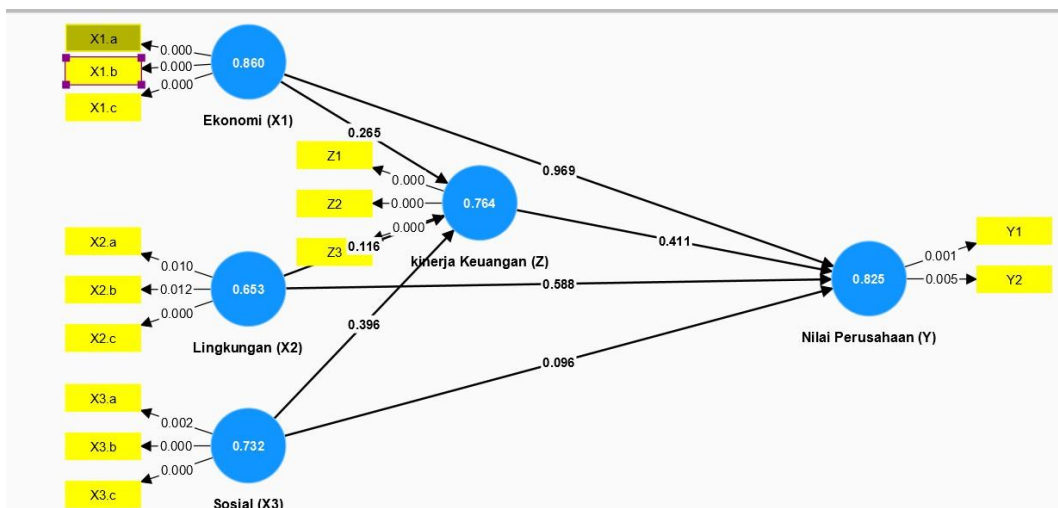 X1.a
X1.b
X1.c
0.000
0.000
0.000
0.860
Ekonomi (X1)
0.265
0.969
Z1
Z2
Z3
0.000
0.000
0.000
0.764
kinerja Keuangan (Z)
0.116
0.411
X2.a
X2.b
X2.c
0.010
0.012
0.000
0.653
Lingkungan (X2)
0.588
0.396
0.825
Nilai Perusahaan (Y)
0.001
0.005
Y1
Y2
X3.a
X3.b
X3.c
0.002
0.000
0.000
0.732
Sosial (X3)
0.096